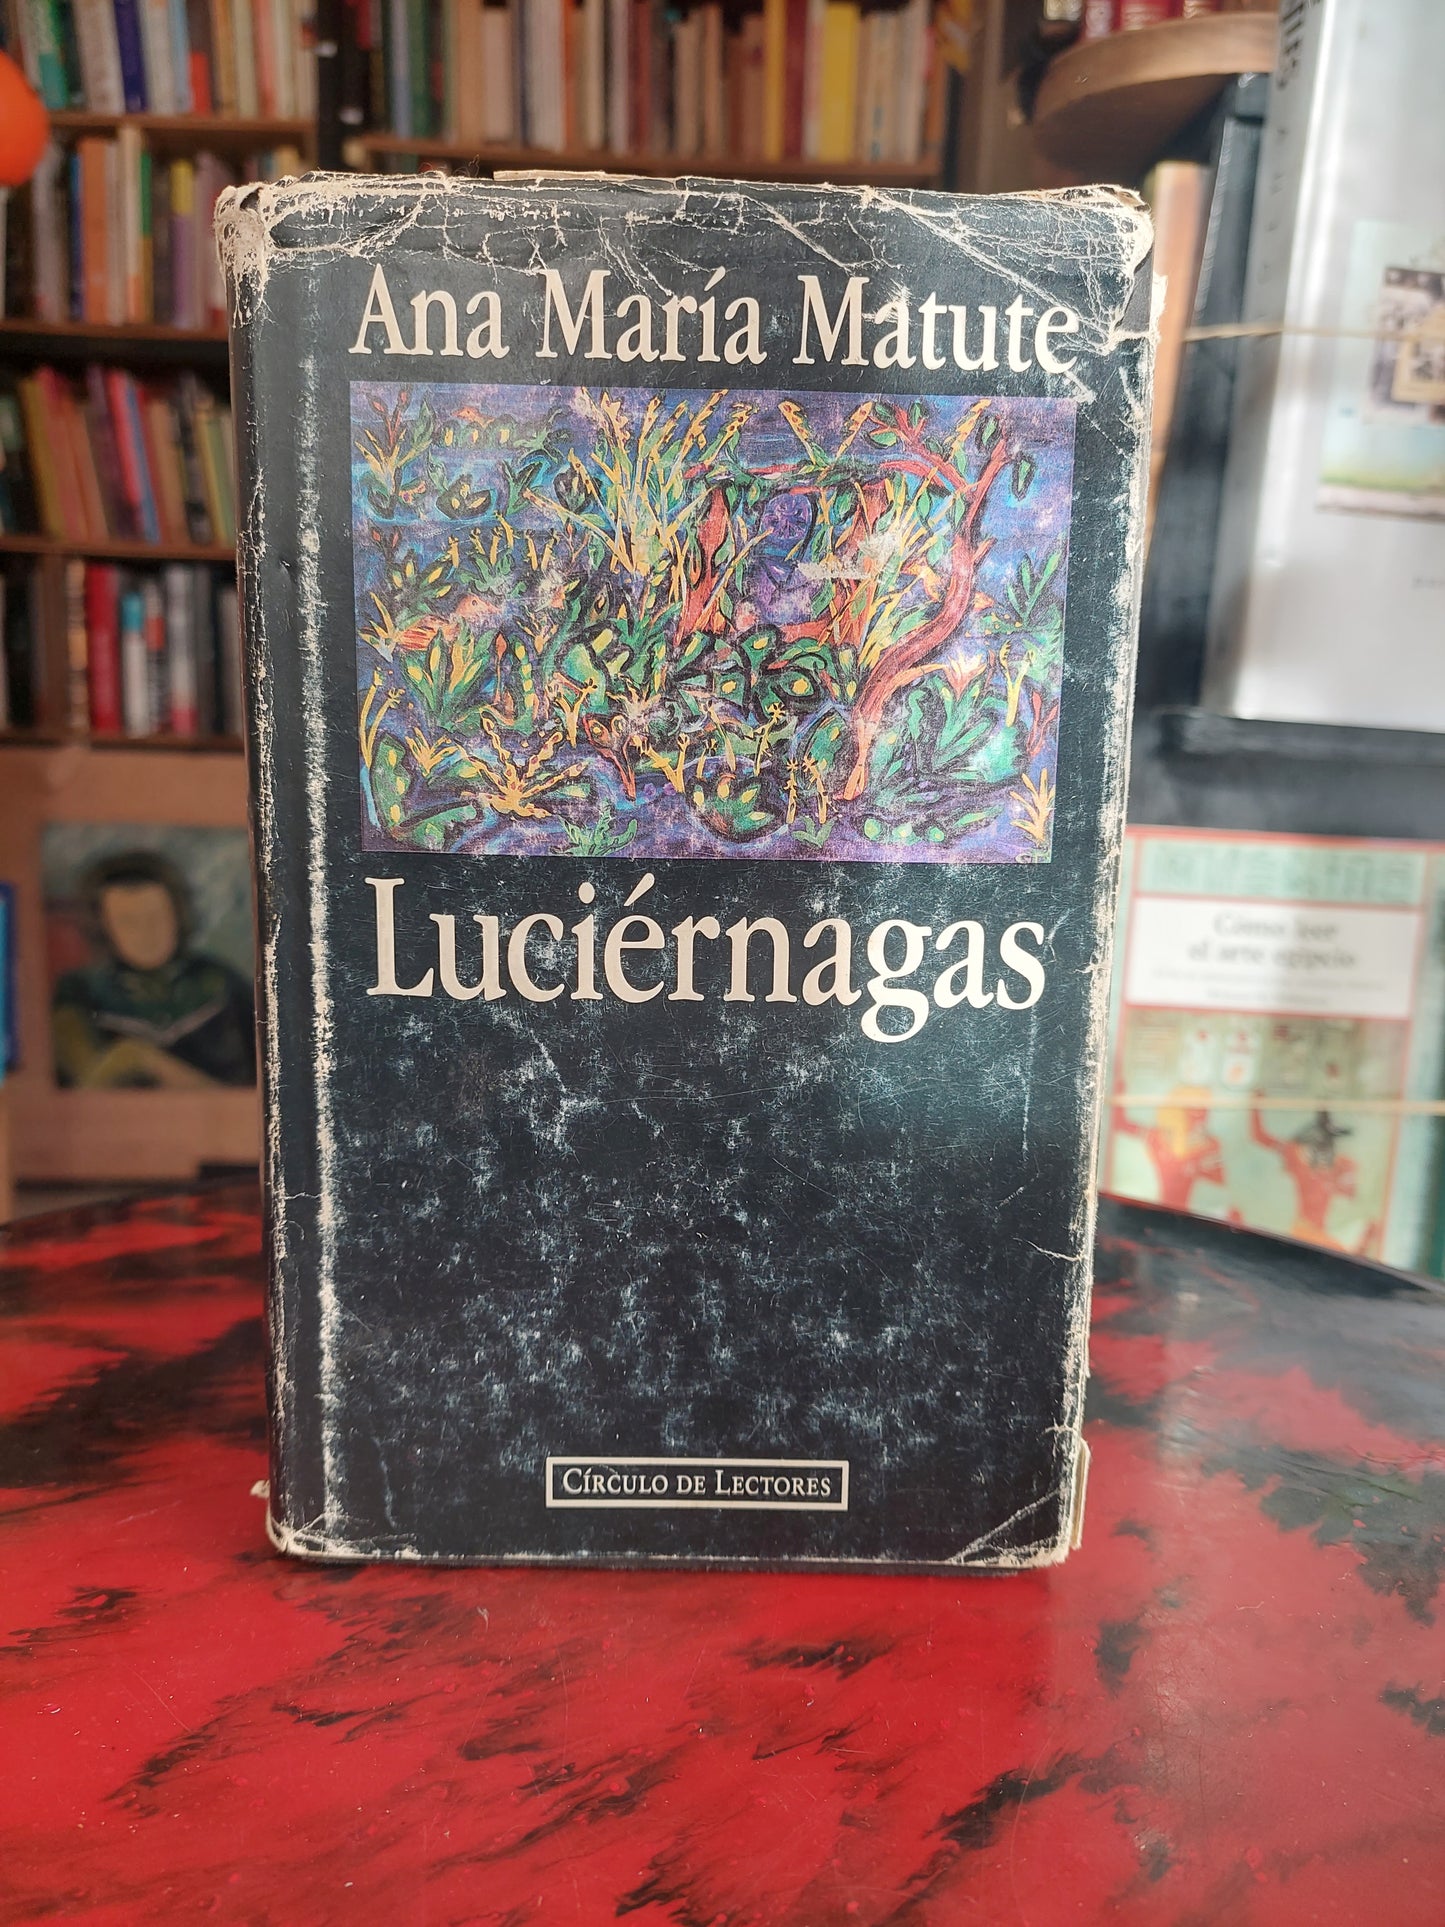 Ana María Matute
Luciérnagas
CÍRCULO DE LECTORES
Cómo leer
el arte egipcio